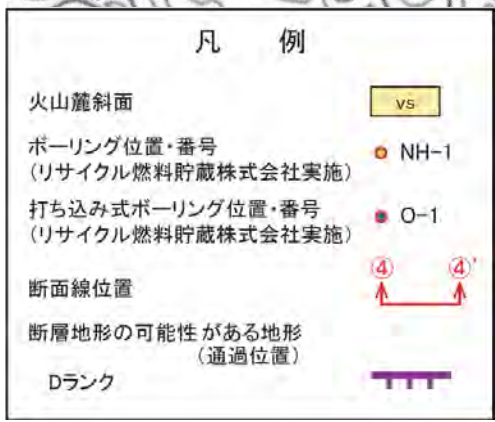 凡 例
火山麓斜面 vs
ボーリング位置・番号
(リサイクル燃料貯蔵株式会社実施) NH-1
打ち込み式ボーリング位置・番号
(リサイクル燃料貯蔵株式会社実施) O-1
断面線位置 ④ ④'
断層地形の可能性がある地形
(通過位置)
Dランク